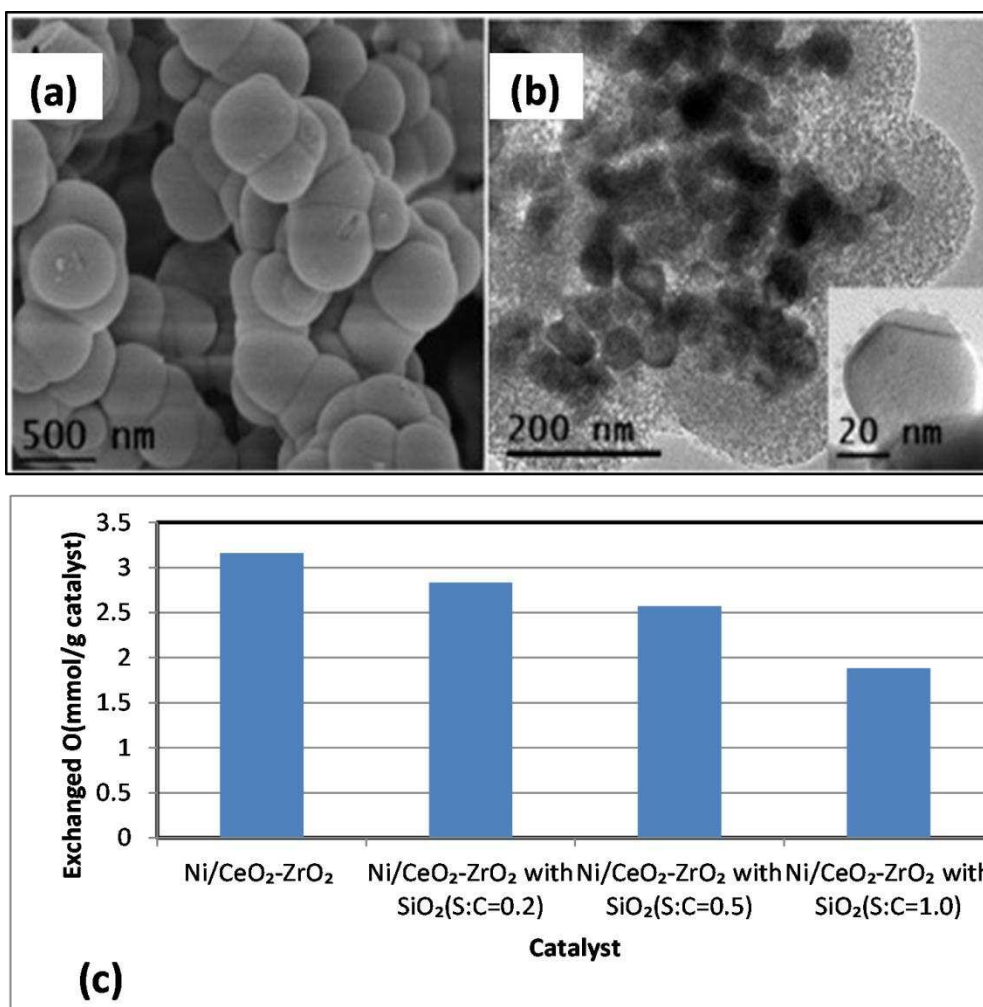 (a)
(b)
500 nm
200 nm
20 nm
Exchanged O(mmol/g catalyst)
3.5
3
2.5
2
1.5
1
0.5
0
Ni/CeO₂-ZrO₂
Ni/CeO₂-ZrO₂ with
SiO₂(S:C=0.2)
Ni/CeO₂-ZrO₂ with
SiO₂(S:C=0.5)
Ni/CeO₂-ZrO₂ with
SiO₂(S:C=1.0)
Catalyst
(c)